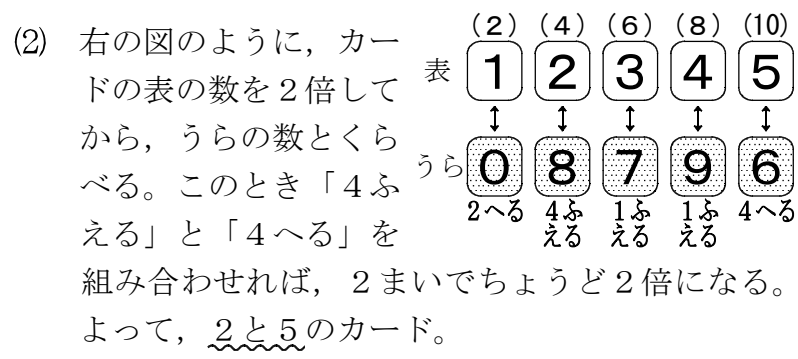 (2) 右の図のように，カー
ドの表の数を２倍して
から，うらの数とくら
べる。このとき「４ふ
える」と「４へる」を
組み合わせれば，２まいでちょうど２倍になる。
よって，２と５のカード。
(2) (4) (6) (8) (10)
表 1 2 3 4 5
うら 0 8 7 9 6
2へる 4ふ 1ふ 1ふ 4へる
える える える